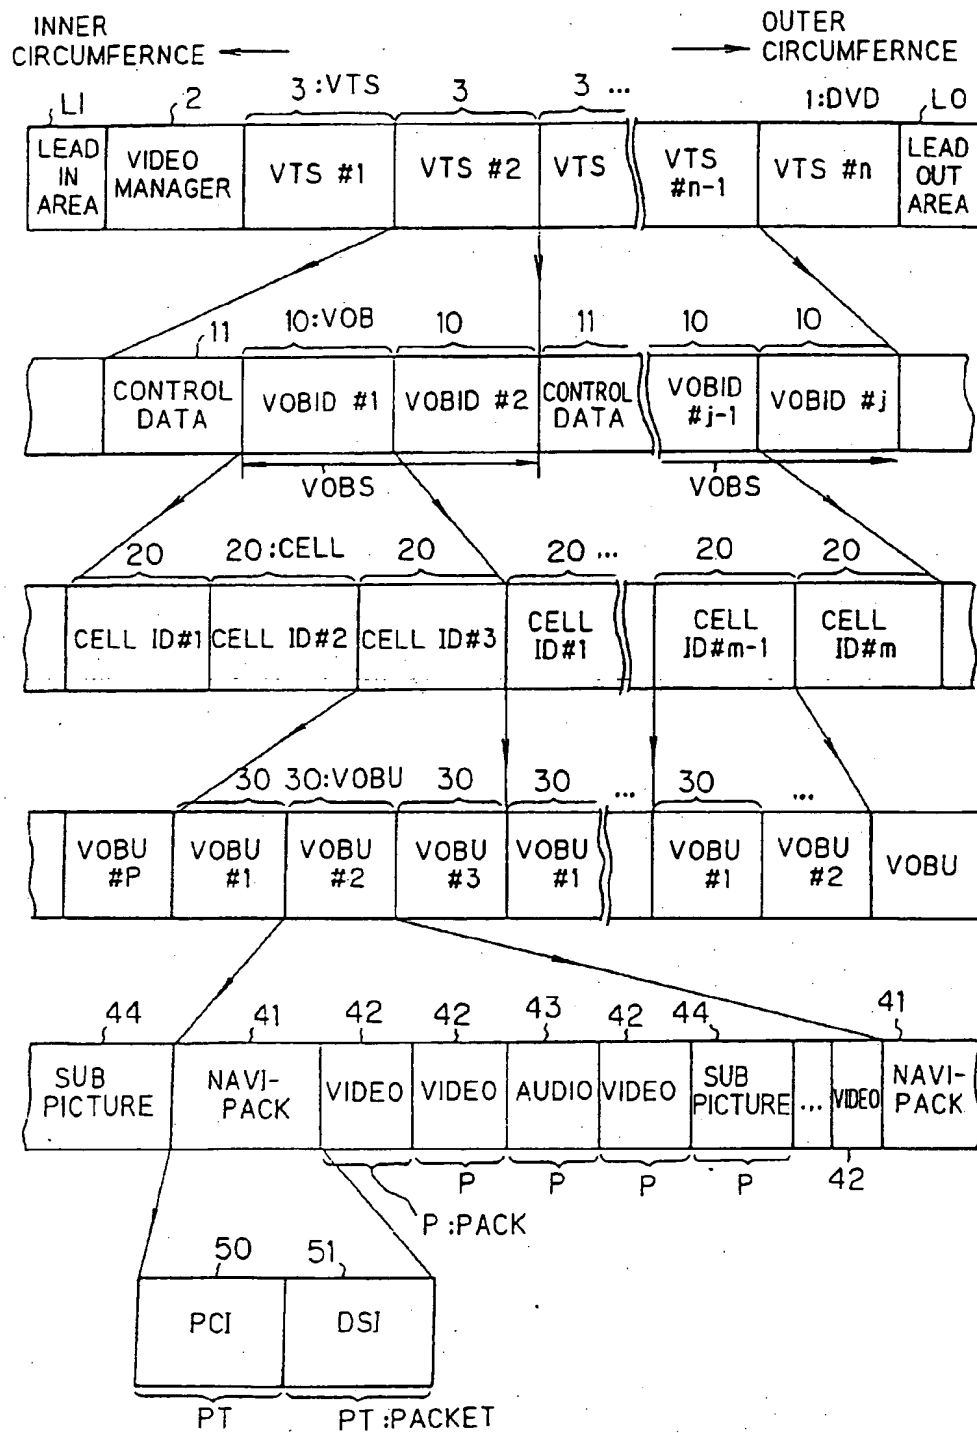 INNER
CIRCUMFERNCE
OUTER
CIRCUMFERNCE
LI 2 3:VTS 3 3 ... 1:DVD LO
LEAD IN AREA VIDEO MANAGER VTS #1 VTS #2 VTS VTS #n-1 VTS #n LEAD OUT AREA
11 10:VOB 10 11 10 10
CONTROL DATA VOBID #1 VOBID #2 CONTROL DATA VOBID #j-1 VOBID #j
VOBS VOBS
20 20:CELL 20 20 ... 20 20
CELL ID#1 CELL ID#2 CELL ID#3 CELL ID#1 CELL ID#m-1 CELL ID#m
30 30:VOBU 30 30 ... 30 ...
VOBU #P VOBU #1 VOBU #2 VOBU #3 VOBU #1 VOBU #1 VOBU #2 VOBU
44 41 42 42 43 42 44 41
SUB PICTURE NAVI-PACK VIDEO VIDEO AUDIO VIDEO SUB PICTURE ... VIDEO NAVI-PACK
P P P P 42
P:PACK
50 51
PCI DSI
PT PT:PACKET